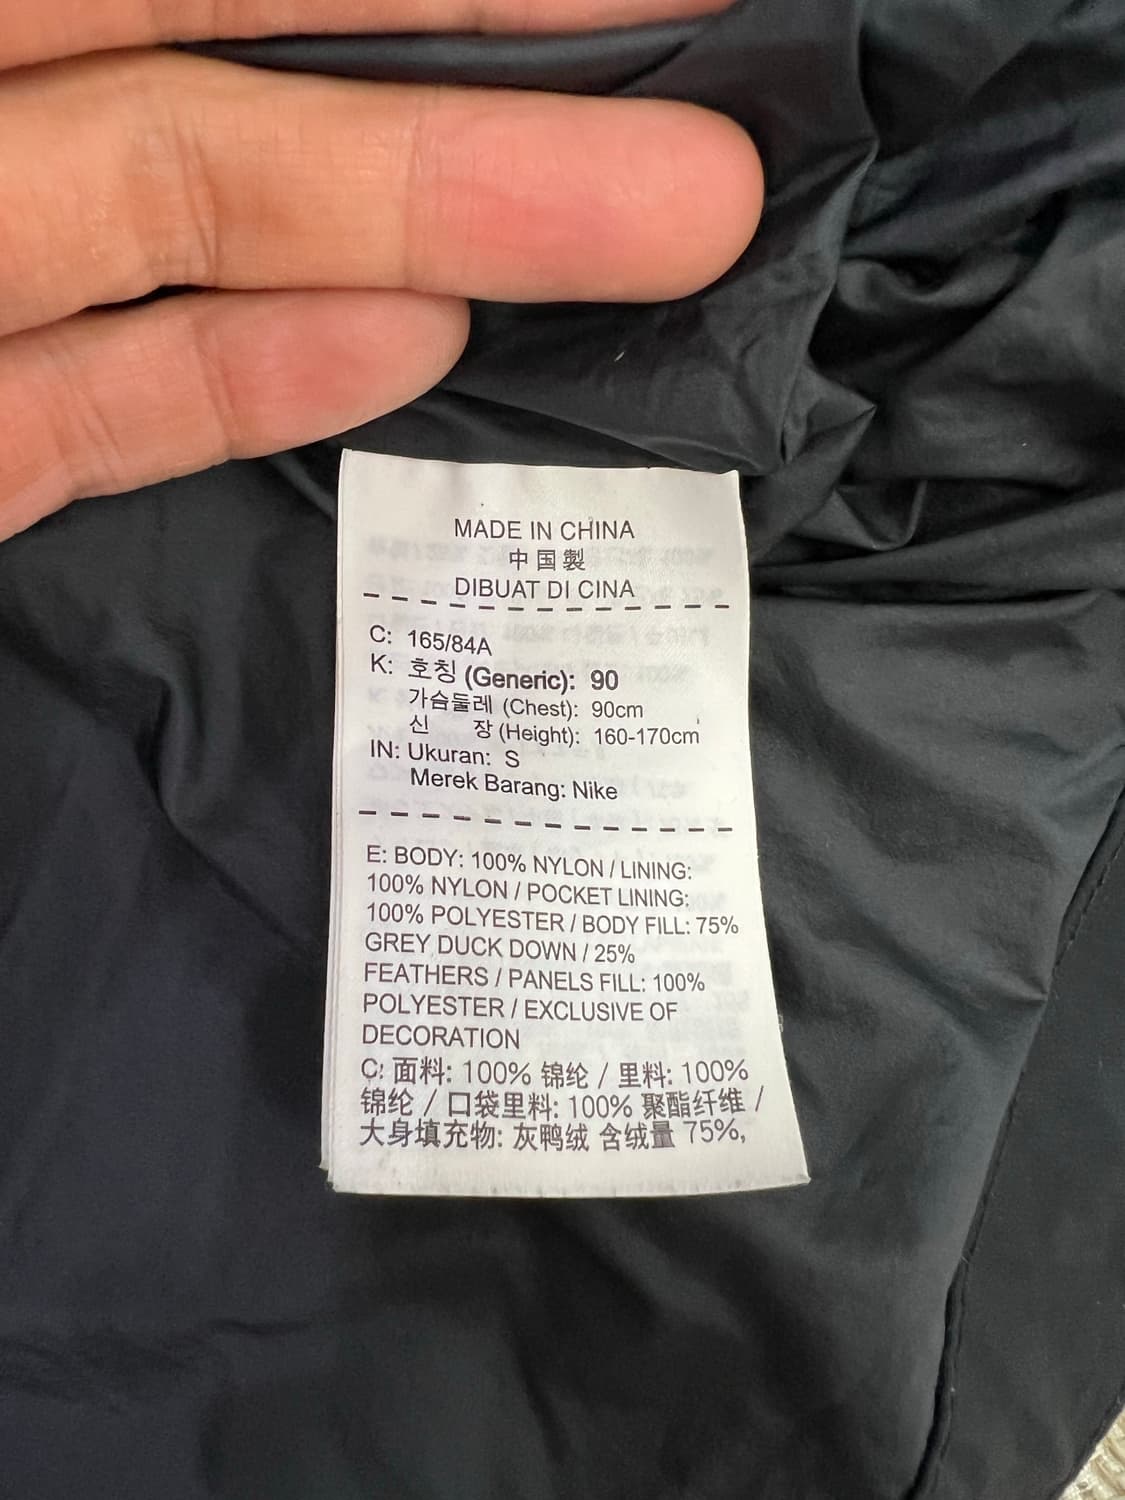 MADE IN CHINA
中国製
DIBUAT DI CINA
C: 165/84A
K: 호칭 (Generic): 90
가슴둘레 (Chest): 90cm
신 장 (Height): 160-170cm
IN: Ukuran: S
Merek Barang: Nike
E: BODY: 100% NYLON / LINING:
100% NYLON / POCKET LINING:
100% POLYESTER / BODY FILL: 75%
GREY DUCK DOWN / 25%
FEATHERS / PANELS FILL: 100%
POLYESTER / EXCLUSIVE OF
DECORATION
C: 面料: 100% 锦纶 / 里料: 100%
锦纶 / 口袋里料: 100% 聚酯纤维 /
大身填充物: 灰鸭绒 含绒量 75%,